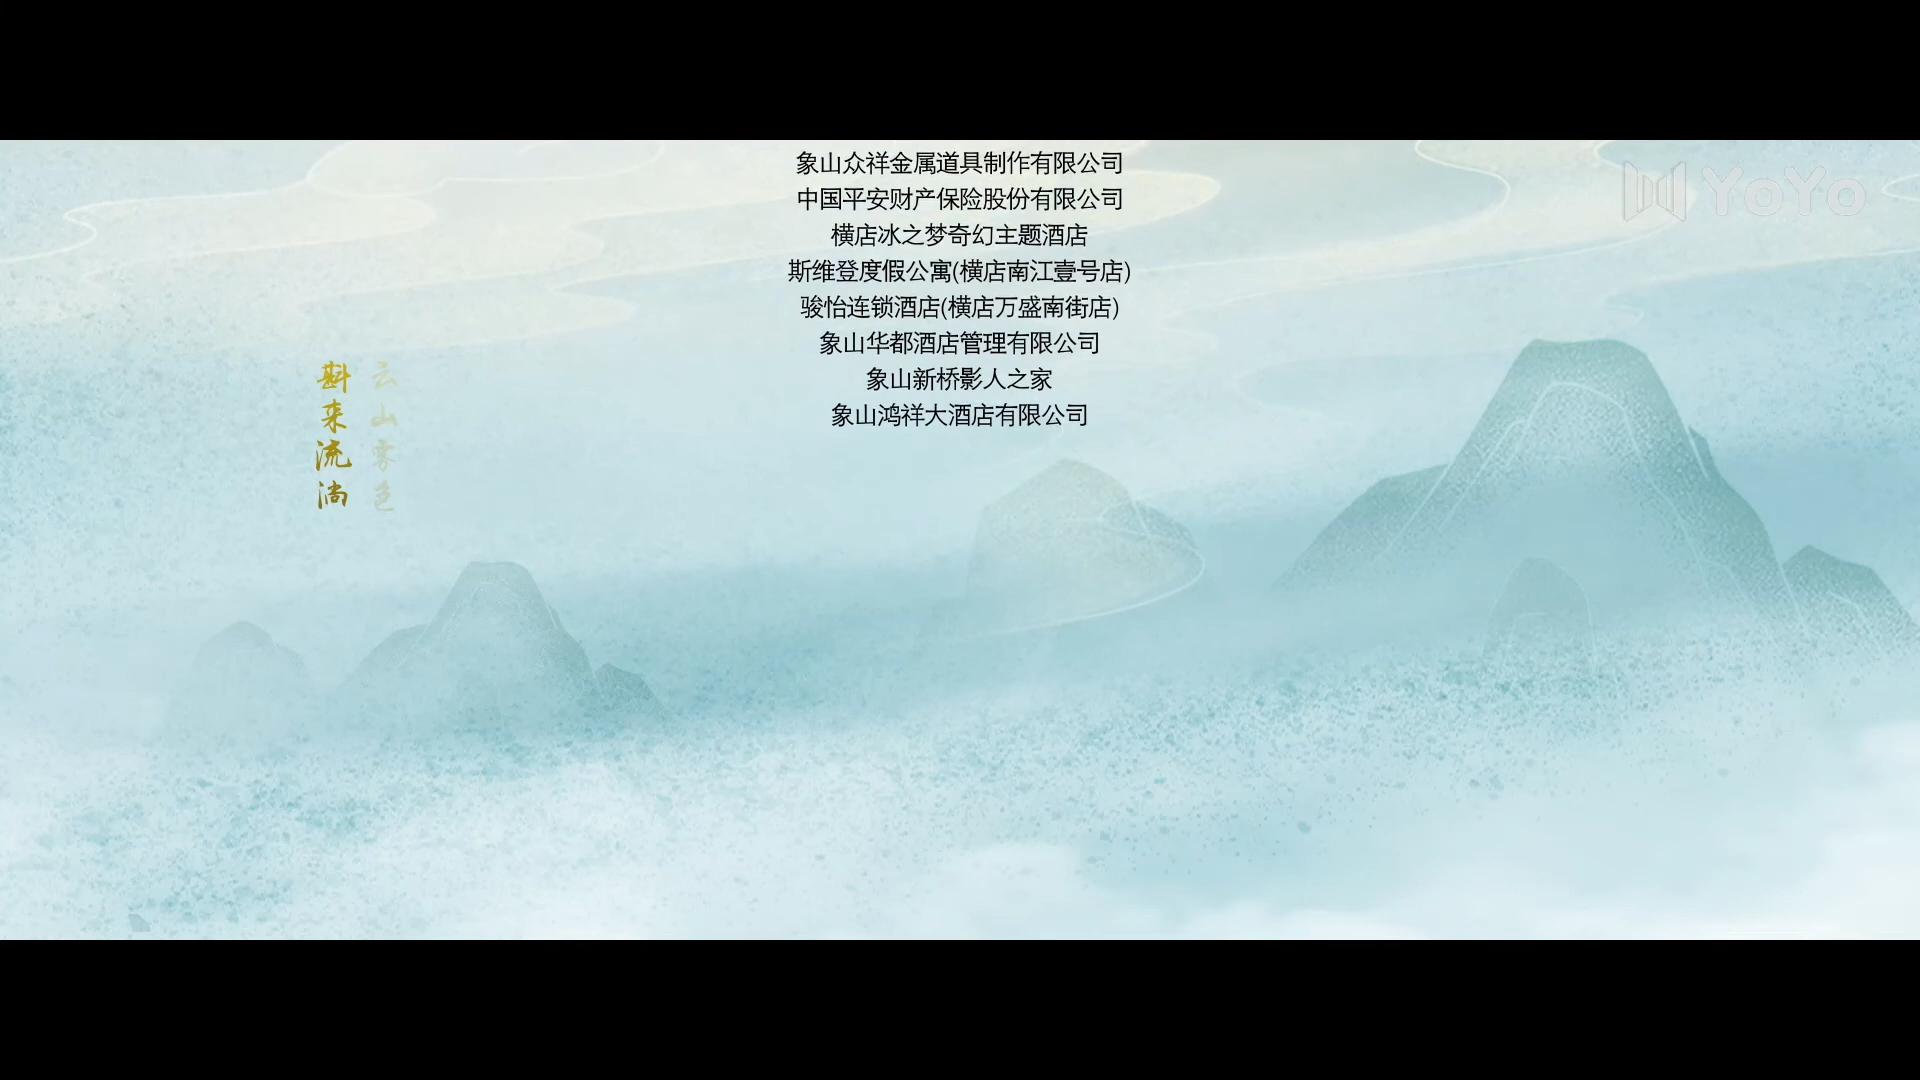 象山众祥金属道具制作有限公司
中国平安财产保险股份有限公司
横店冰之梦奇幻主题酒店
斯维登度假公寓(横店南江壹号店)
骏怡连锁酒店(横店万盛南街店)
象山华都酒店管理有限公司
象山新桥影人之家
象山鸿祥大酒店有限公司
云山雾色
斟来流淌
YoYo